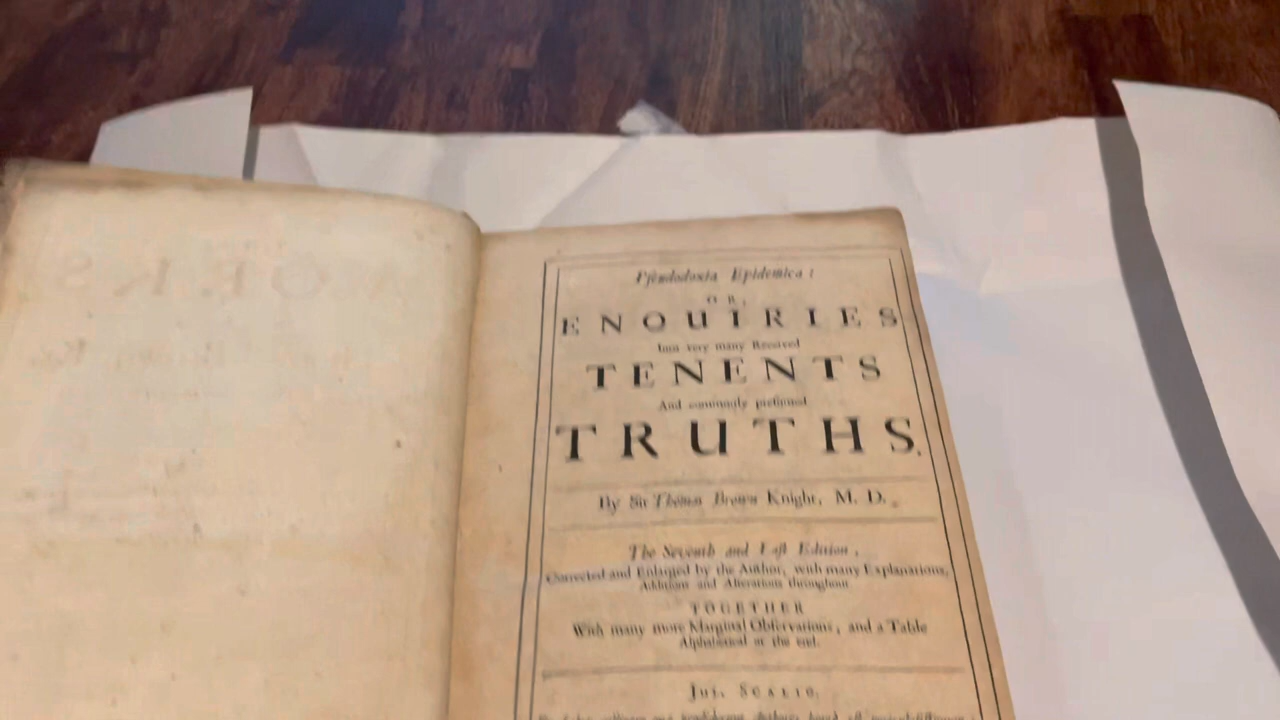 Pseudodoxia Epidemica:
OR,
ENQUIRIES
Into very many Received
TENENTS
And commonly presumed
TRUTHS.
By Sir Thomas Brown Knight, M. D.
The Seventh and Last Edition,
Corrected and Enlarged by the Author, with many Explanations,
Additions and Alterations throughout.
TOGETHER
With many more Marginal Observations, and a Table
Alphabetical at the end.
Jul. SCALIG.